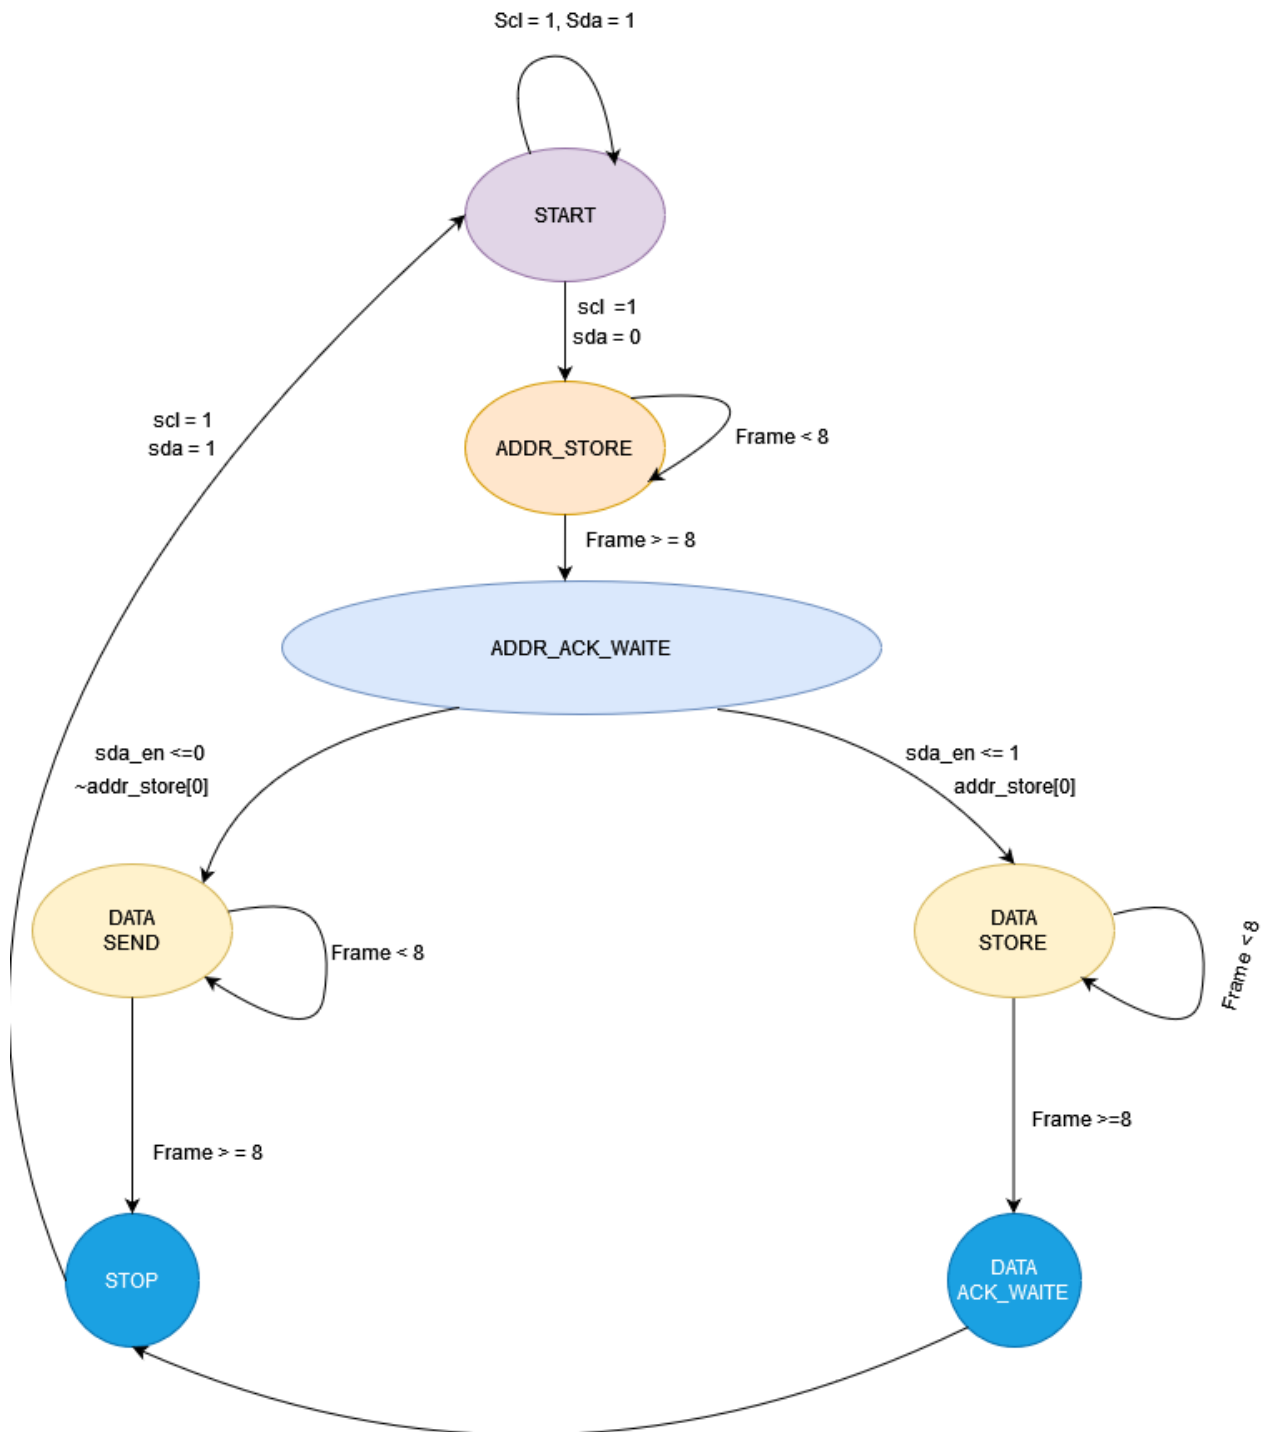 Scl = 1, Sda = 1
START
scl =1
sda = 0
scl = 1
sda = 1
ADDR_STORE
Frame < 8
Frame > = 8
ADDR_ACK_WAITE
sda_en <=0
~addr_store[0]
sda_en <= 1
addr_store[0]
DATA
SEND
Frame < 8
DATA
STORE
Frame < 8
Frame > = 8
Frame >=8
STOP
DATA
ACK_WAITE